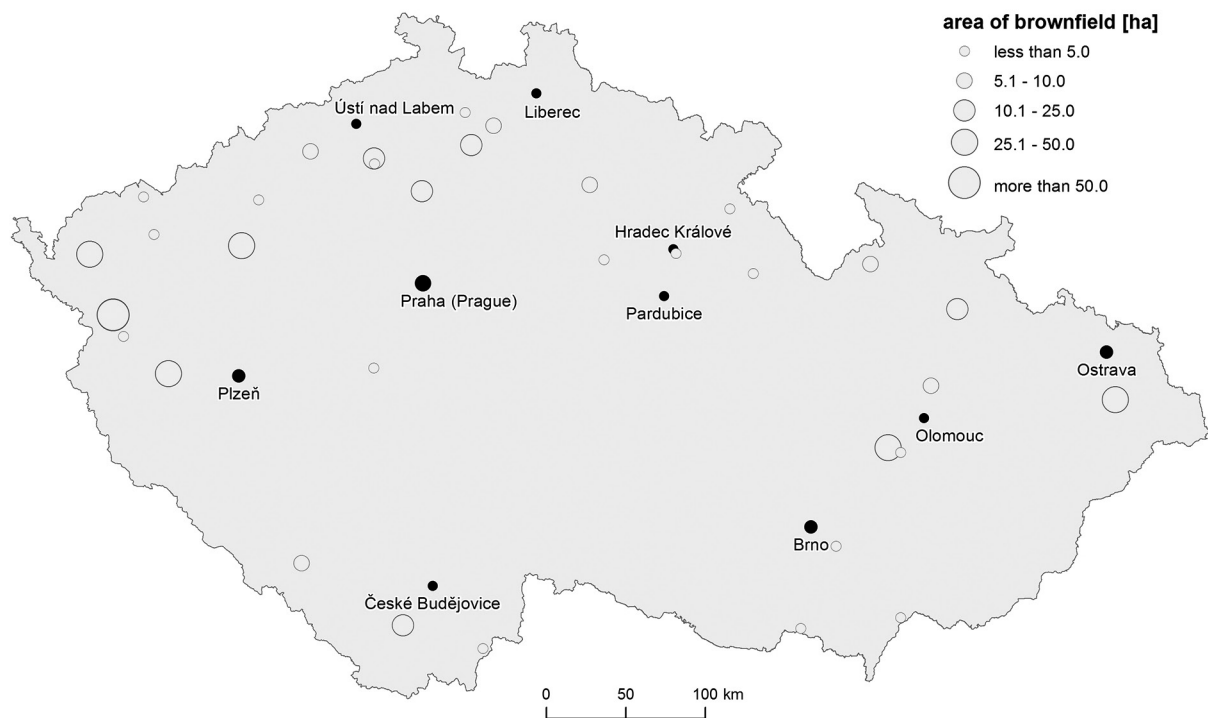 area of brownfield [ha]
less than 5.0
5.1 - 10.0
10.1 - 25.0
25.1 - 50.0
more than 50.0
Ústí nad Labem
Liberec
Hradec Králové
Praha (Prague)
Pardubice
Plzeň
Ostrava
Olomouc
Brno
České Budějovice
0 50 100 km